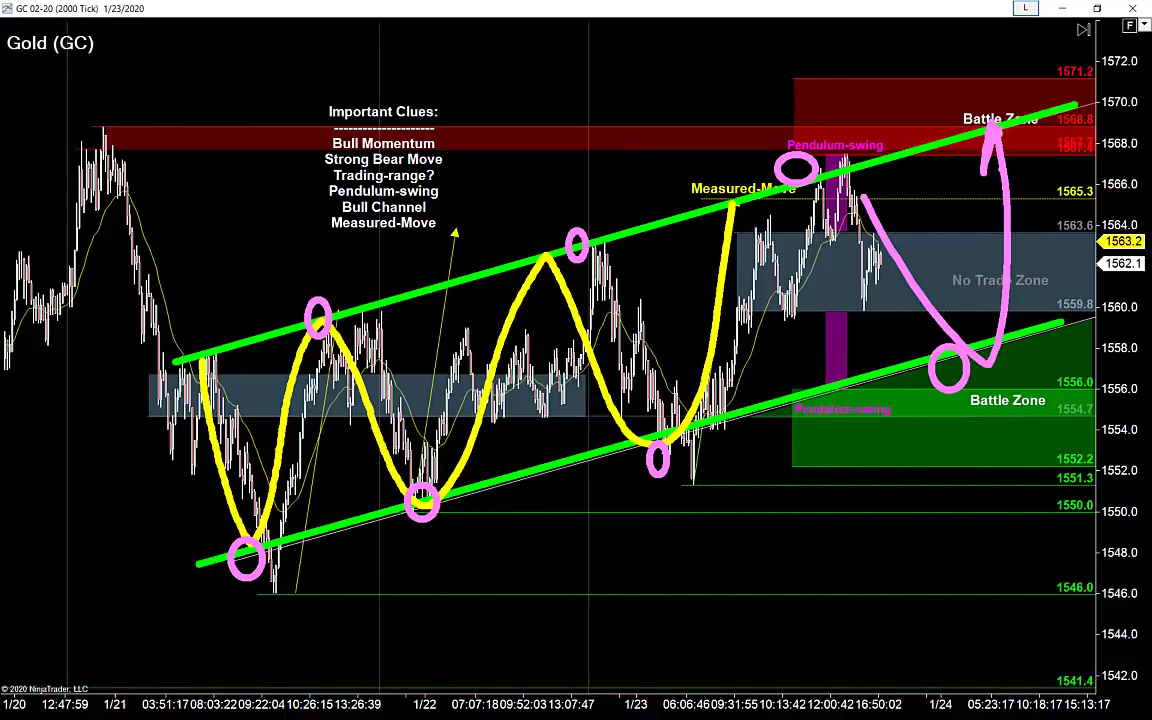 GC 02-20 (2000 Tick) 1/23/2020
L
F
Gold (GC)
Important Clues:
----------------------
Bull Momentum
Strong Bear Move
Trading-range?
Pendulum-swing
Bull Channel
Measured-Move
Pendulum-swing
Measured-Move
Battle Zone
No Trade Zone
Battle Zone
Pendulum-swing
1571.2
1568.8
1565.3
1563.6
1559.8
1556.0
1554.7
1552.2
1551.3
1550.0
1546.0
1541.4
1572.0
1570.0
1568.0
1566.0
1564.0
1563.2
1562.1
1560.0
1558.0
1556.0
1554.0
1552.0
1550.0
1548.0
1546.0
1544.0
1542.0
© 2020 NinjaTrader, LLC
1/20 12:47:59 1/21 03:51:17 08:03:22 09:22:04 10:26:15 13:26:39 1/22 07:07:18 09:52:03 13:07:47 1/23 06:06:46 09:31:55 10:13:42 12:00:42 16:50:02 1/24 05:23:17 10:18:17 15:13:17